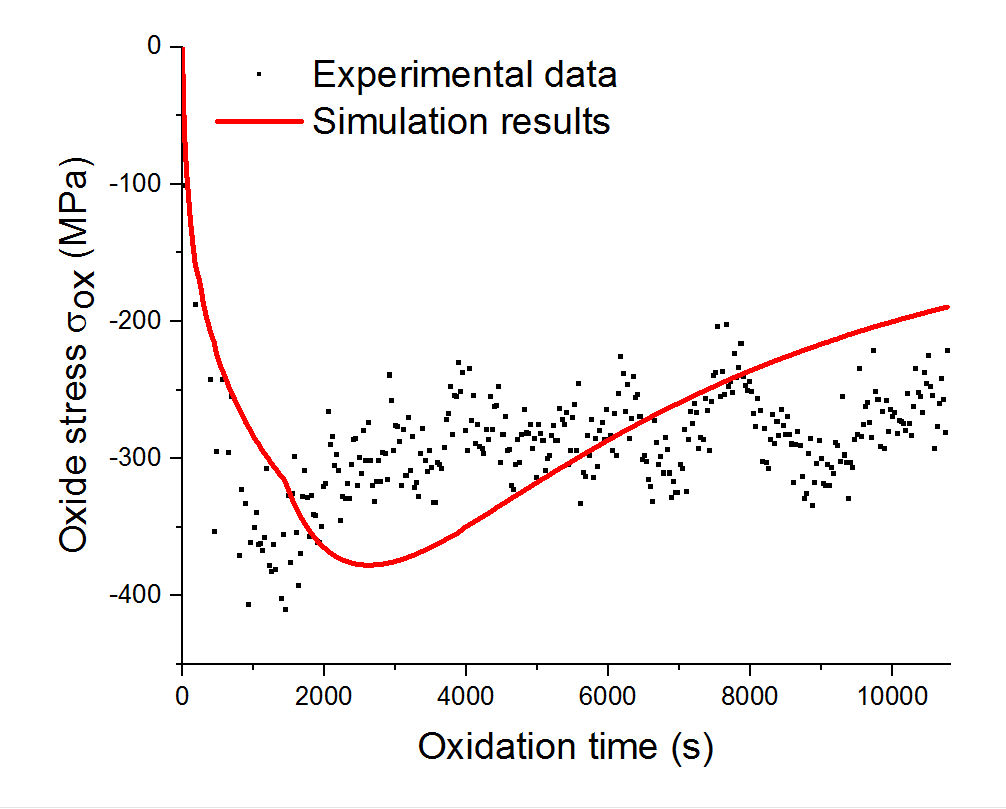 Experimental data
Simulation results
0
-100
-200
-300
-400
Oxide stress σox (MPa)
0 2000 4000 6000 8000 10000
Oxidation time (s)